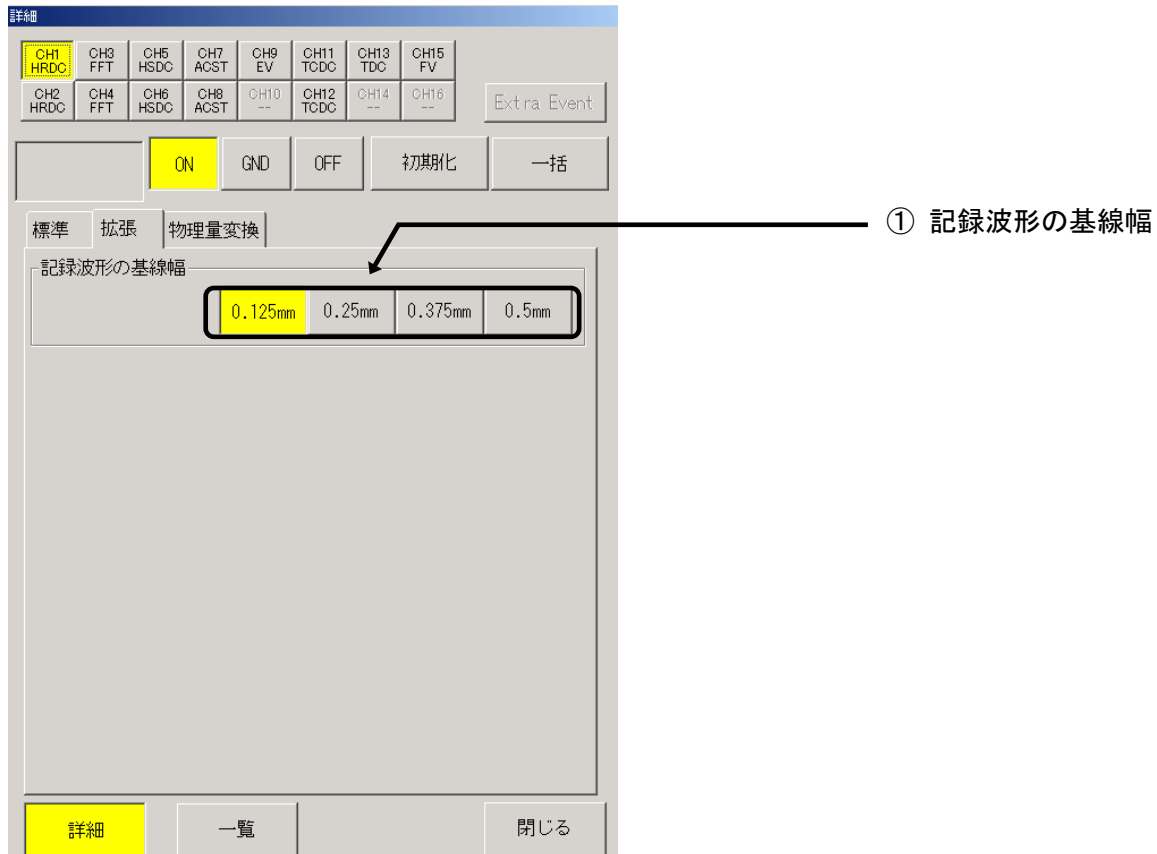 詳細
CH1 CH3 CH5 CH7 CH9 CH11 CH13 CH15
HRDC FFT HSDC ACST EV TCDC TDC FV
CH2 CH4 CH6 CH8 CH10 CH12 CH14 CH16
HRDC FFT HSDC ACST -- TCDC -- --
Extra Event
ON GND OFF 初期化 一括
標準 拡張 物理量変換
① 記録波形の基線幅
記録波形の基線幅
0.125mm 0.25mm 0.375mm 0.5mm
詳細 一覧 閉じる